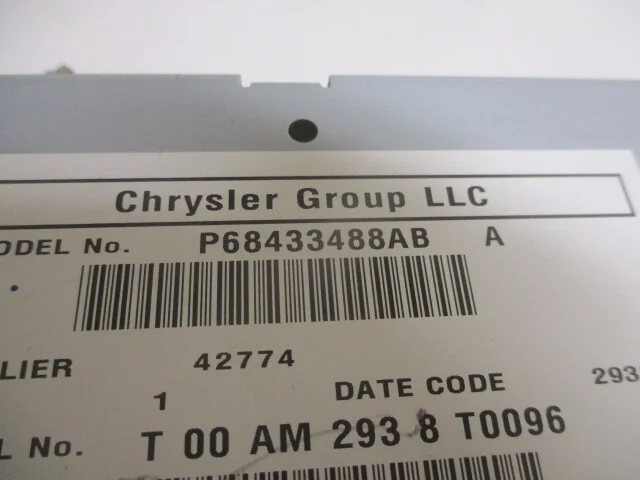 Chrysler Group LLC
ODEL No. P68433488AB A
LIER 42774
1 DATE CODE 293
L No. T 00 AM 293 8 T0096